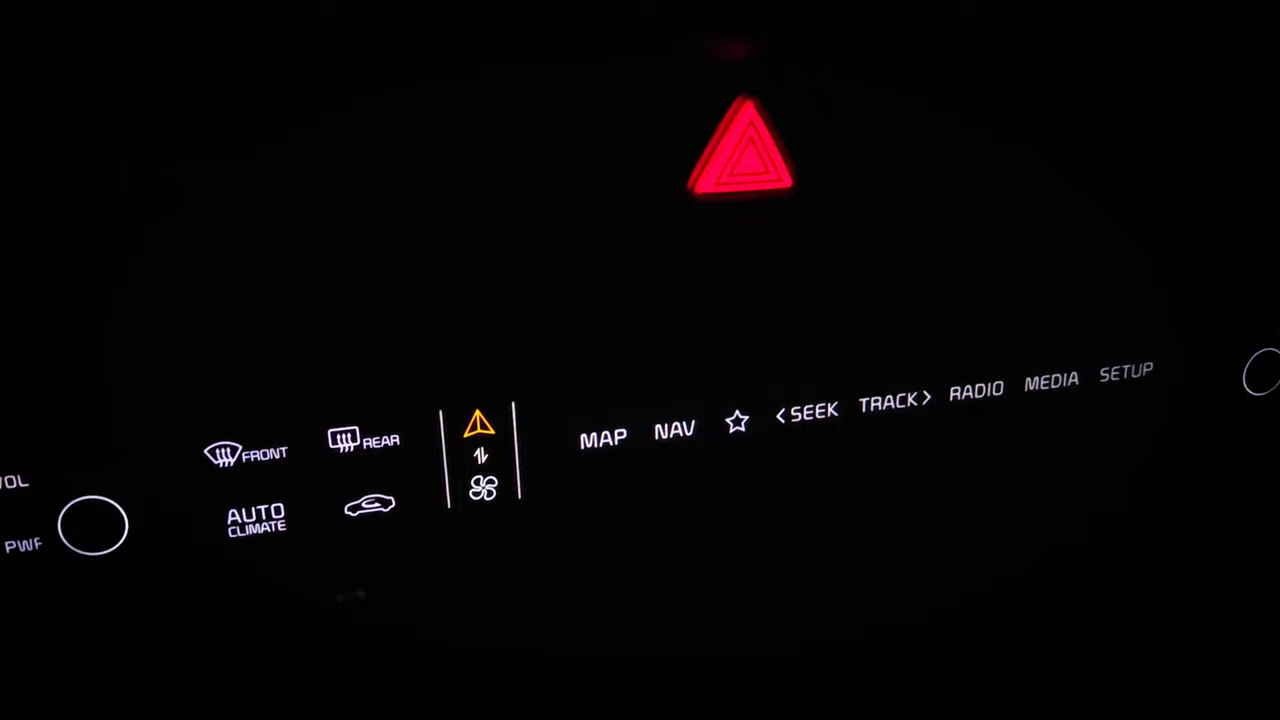 VOL
PWR
FRONT
REAR
AUTO
CLIMATE
MAP NAV <SEEK TRACK> RADIO MEDIA SETUP